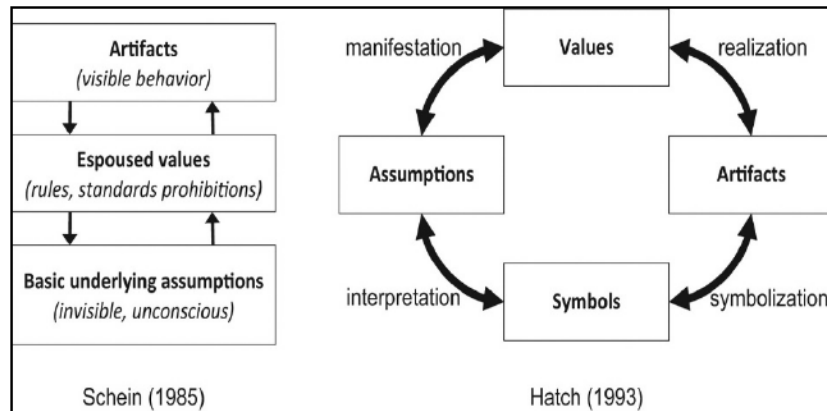 Artifacts
(visible behavior)
Espoused values
(rules, standards prohibitions)
Basic underlying assumptions
(invisible, unconscious)
Schein (1985)
manifestation
Values
realization
Assumptions
Artifacts
interpretation
Symbols
symbolization
Hatch (1993)